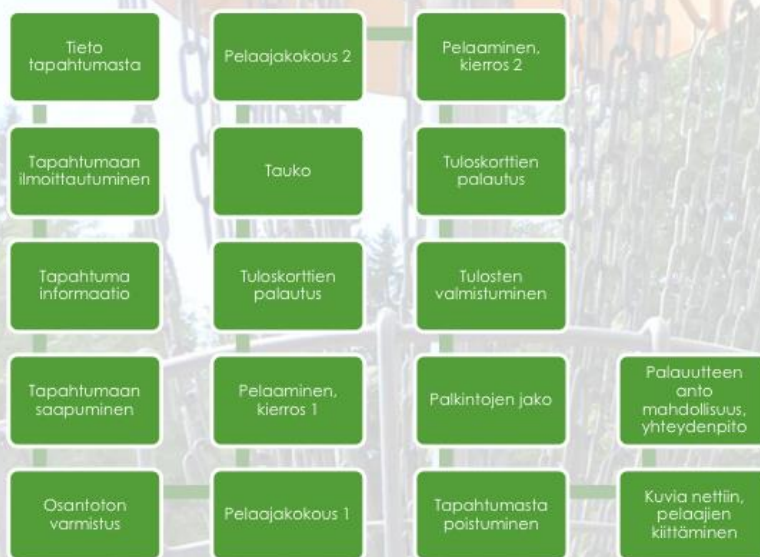 Tieto
tapahtumasta
Tapahtumaan
ilmoittautuminen
Tapahtuma
informaatio
Tapahtumaan
saapuminen
Osantoton
varmistus
Pelaajakokous 1
Pelaaminen,
kierros 1
Tuloskorttien
palautus
Tauko
Pelaajakokous 2
Pelaaminen,
kierros 2
Tuloskorttien
palautus
Tulosten
valmistuminen
Palkintojen jako
Tapahtumasta
poistuminen
Kuvia nettiin,
pelaajien
kiittäminen
Palauutteen
anto
mahdollisuus,
yhteydenpito